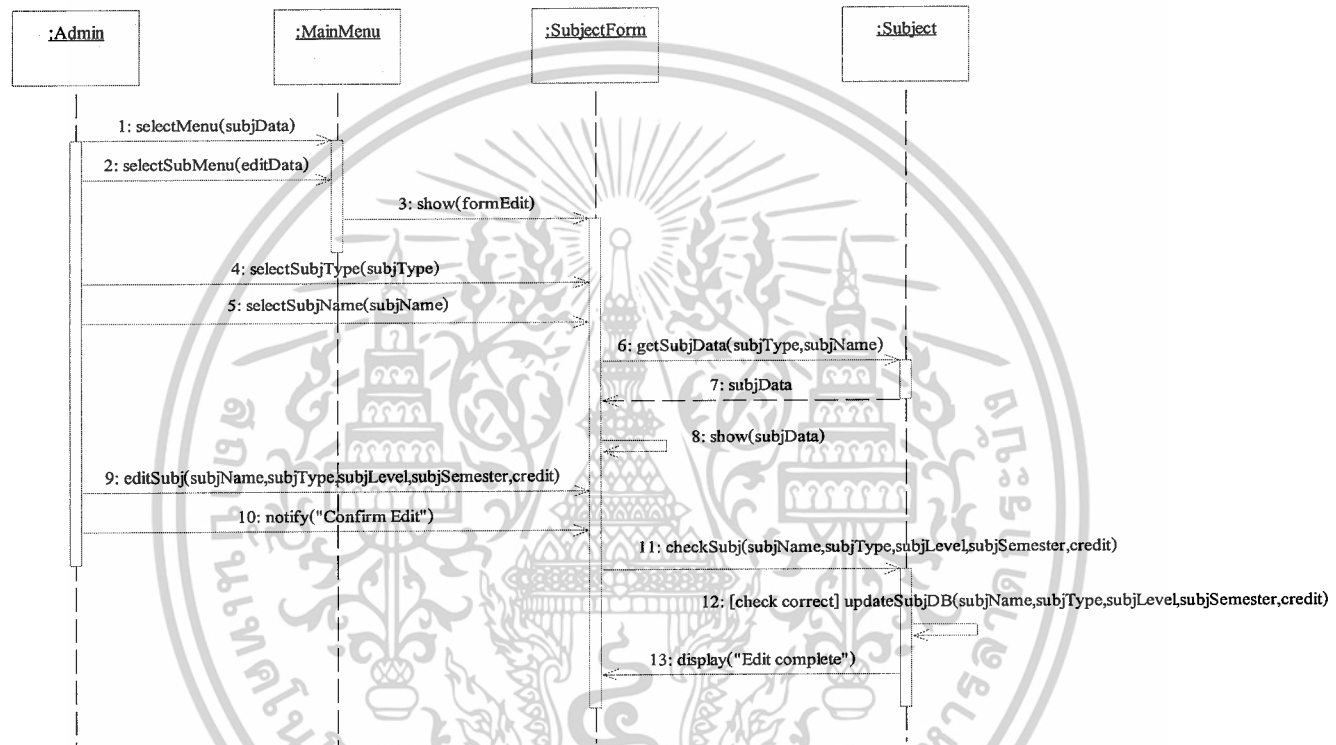 :Admin
:MainMenu
:SubjectForm
:Subject
1: selectMenu(subjData)
2: selectSubMenu(editData)
3: show(formEdit)
4: selectSubjType(subjType)
5: selectSubjName(subjName)
6: getSubjData(subjType,subjName)
7: subjData
8: show(subjData)
9: editSubj(subjName,subjType,subjLevel,subjSemester,credit)
10: notify("Confirm Edit")
11: checkSubj(subjName,subjType,subjLevel,subjSemester,credit)
12: [check correct] updateSubjDB(subjName,subjType,subjLevel,subjSemester,credit)
13: display("Edit complete")